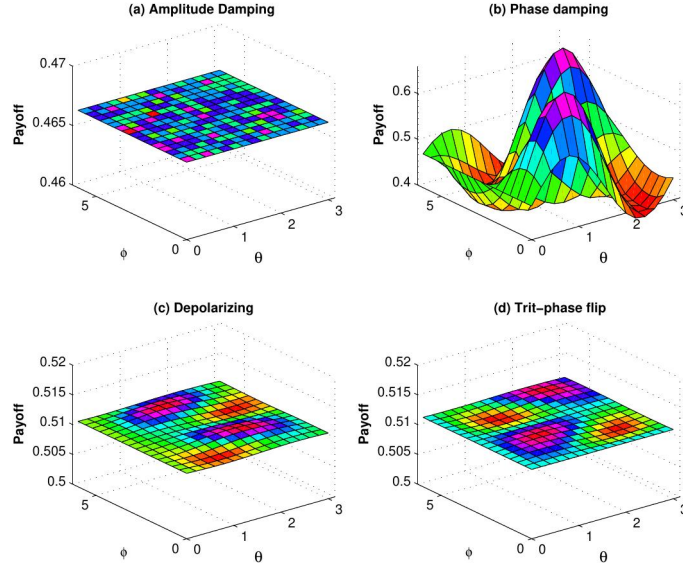 (a) Amplitude Damping
0.47
0.465
0.46
Payoff
5
0
φ
0
1
2
3
θ
(b) Phase damping
0.6
0.5
0.4
Payoff
5
0
φ
0
1
2
3
θ
(c) Depolarizing
0.52
0.515
0.51
0.505
0.5
Payoff
5
0
φ
0
1
2
3
θ
(d) Trit−phase flip
0.52
0.515
0.51
0.505
0.5
Payoff
5
0
φ
0
1
2
3
θ